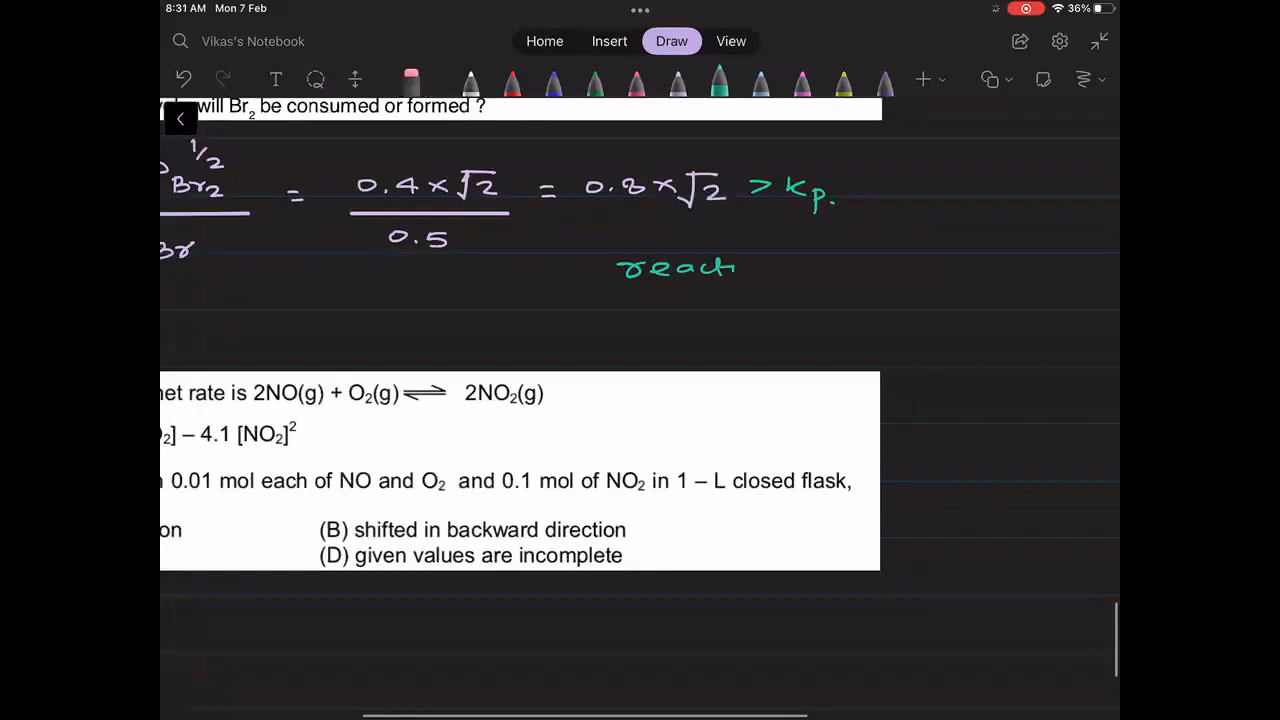 8:31 AM Mon 7 Feb
36%
Vikas's Notebook
Home Insert Draw View
will Br₂ be consumed or formed ?
1/2
Br₂ = 0.4 × √2 = 0.8 × √2 > Kp.
Br 0.5
react
net rate is 2NO(g) + O₂(g) ⇌ 2NO₂(g)
₂] – 4.1 [NO₂]²
0.01 mol each of NO and O₂ and 0.1 mol of NO₂ in 1 – L closed flask,
on (B) shifted in backward direction
(D) given values are incomplete